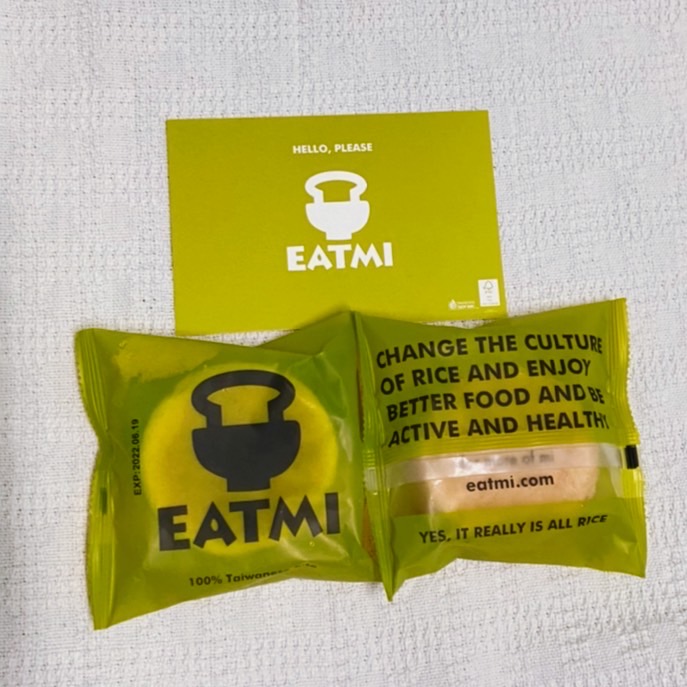 HELLO, PLEASE
EATMI
EXP:2022.06.19
EATMI
100% Taiwanese
CHANGE THE CULTURE
OF RICE AND ENJOY
BETTER FOOD AND BE
ACTIVE AND HEALTHY
eatmi.com
YES, IT REALLY IS ALL RICE